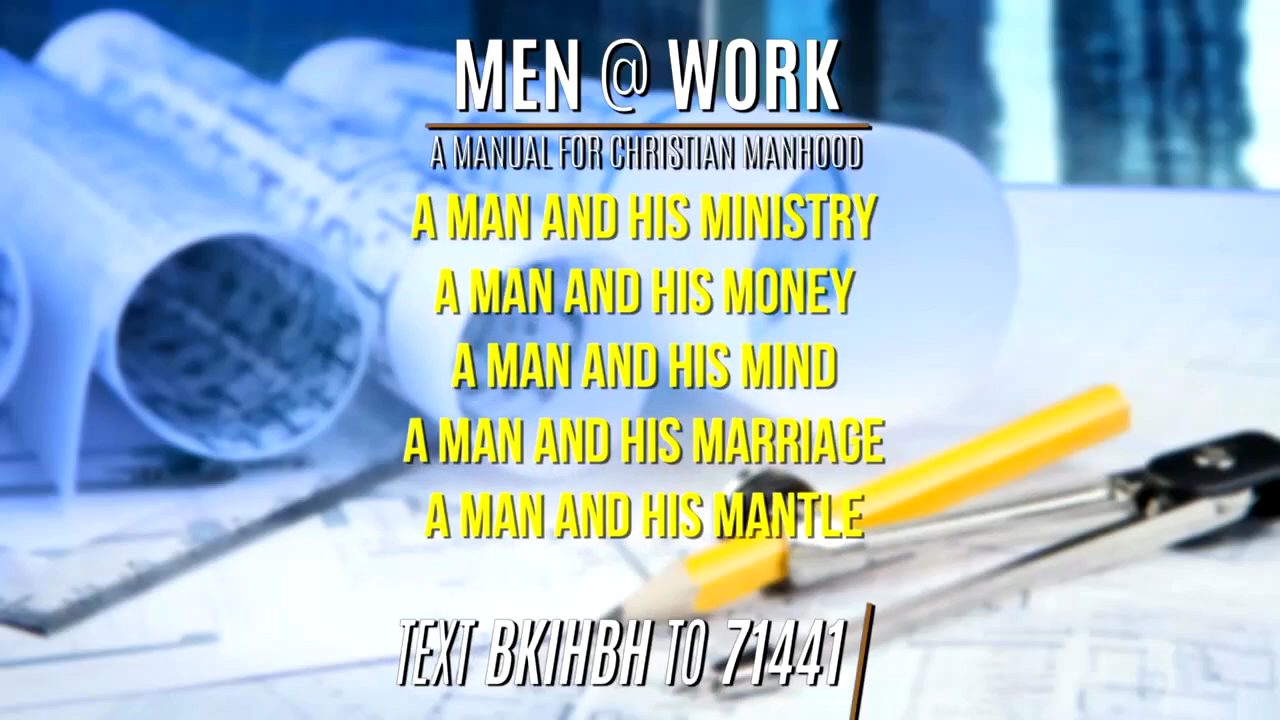 MEN @ WORK
A MANUAL FOR CHRISTIAN MANHOOD
A MAN AND HIS MINISTRY
A MAN AND HIS MONEY
A MAN AND HIS MIND
A MAN AND HIS MARRIAGE
A MAN AND HIS MANTLE
TEXT BKIHBH TO 71441